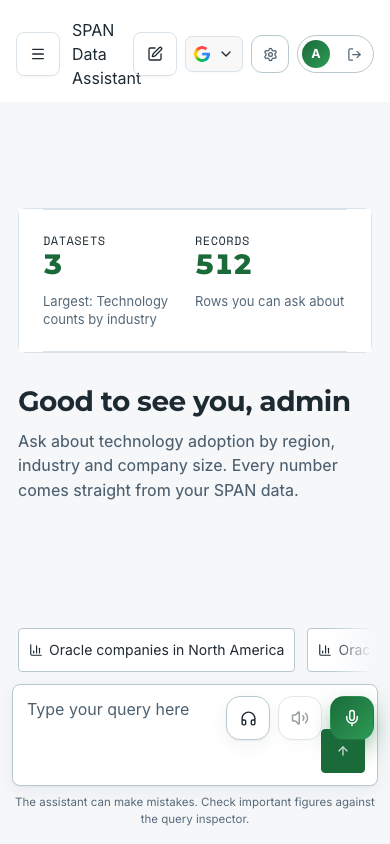 SPAN
Data
Assistant
A
DATASETS
3
Largest: Technology
counts by industry
RECORDS
512
Rows you can ask about
Good to see you, admin
Ask about technology adoption by region,
industry and company size. Every number
comes straight from your SPAN data.
Oracle companies in North America
Orac
Type your query here
The assistant can make mistakes. Check important figures against
the query inspector.